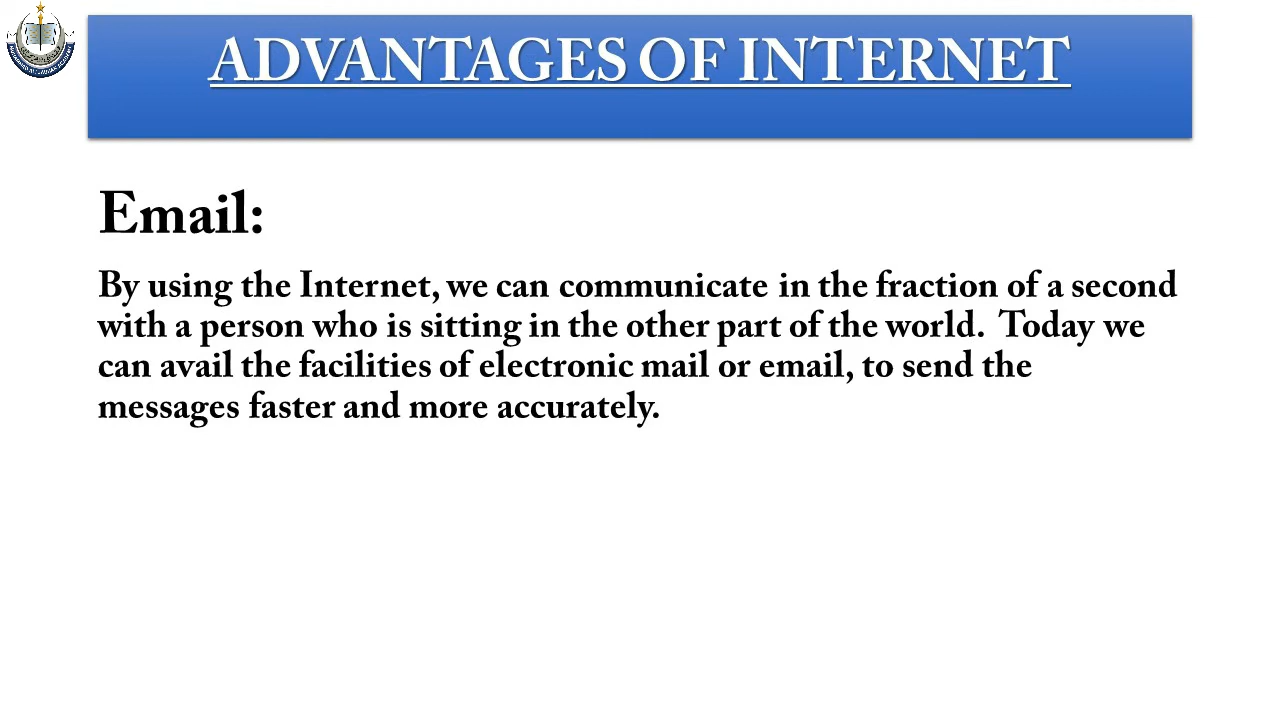 ADVANTAGES OF INTERNET
Email:
By using the Internet, we can communicate in the fraction of a second
with a person who is sitting in the other part of the world.  Today we
can avail the facilities of electronic mail or email, to send the
messages faster and more accurately.